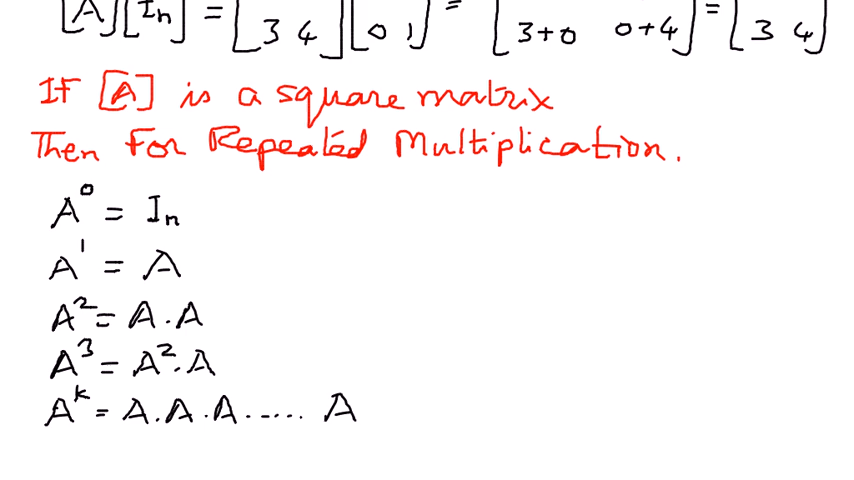 [A][In] = [3 4][0 1] = [3+0 0+4] = [3 4]
If [A] is a square matrix
Then For Repeated Multiplication.
A⁰ = Iₙ
A¹ = A
A² = A.A
A³ = A².A
Aᵏ = A.A.A..... A